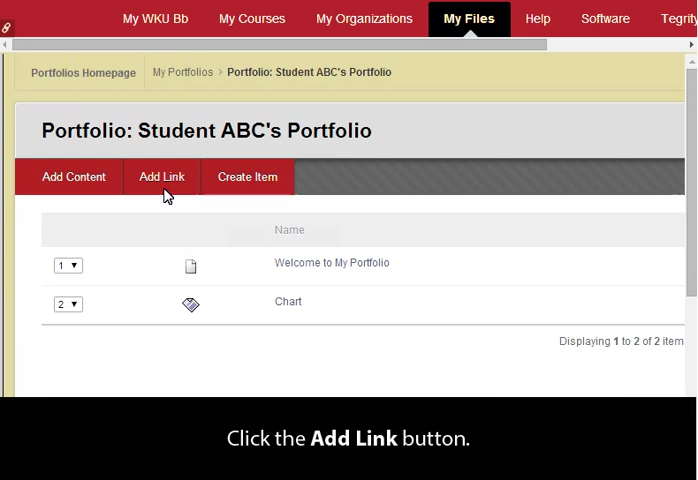 My WKU Bb My Courses My Organizations My Files Help Software Tegrity
Portfolios Homepage My Portfolios > Portfolio: Student ABC's Portfolio
Portfolio: Student ABC's Portfolio
Add Content Add Link Create Item
Name
1 Welcome to My Portfolio
2 Chart
Displaying 1 to 2 of 2 item
Click the Add Link button.